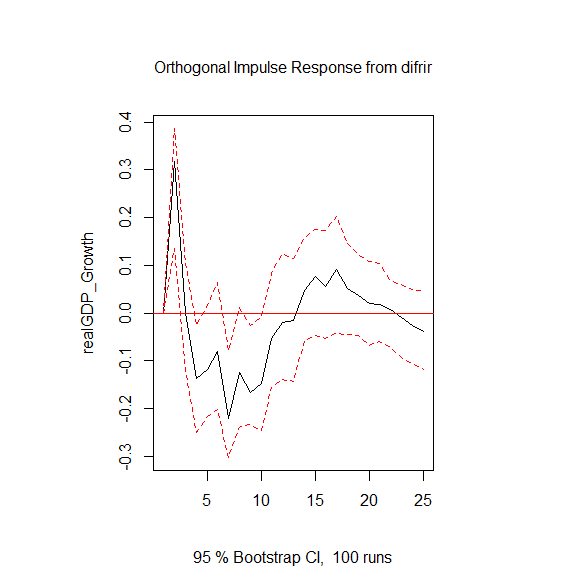 Orthogonal Impulse Response from difrir
realGDP_Growth
0.4
0.3
0.2
0.1
0.0
-0.1
-0.2
-0.3
5 10 15 20 25
95 % Bootstrap CI, 100 runs